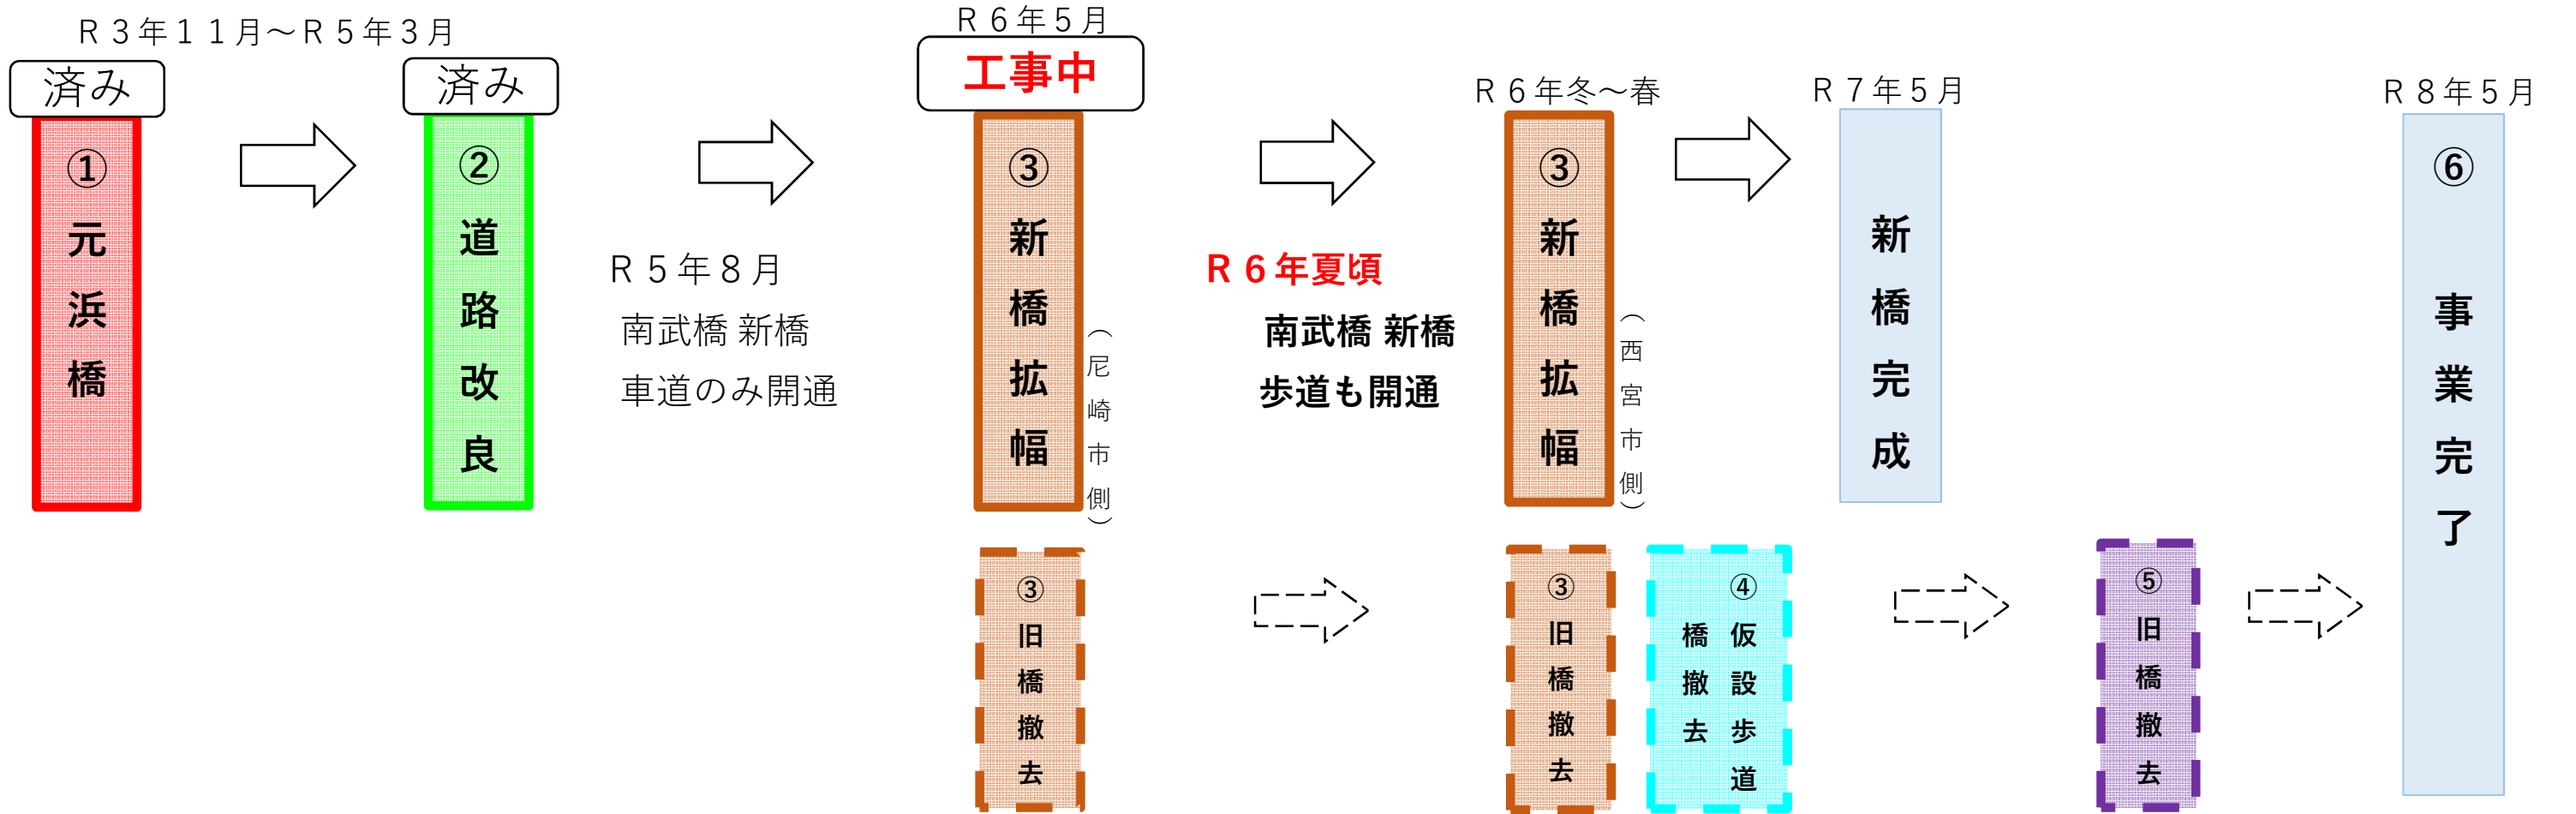 Ｒ３年１１月～Ｒ５年３月
済み
①元浜橋
済み
②道路改良
Ｒ５年８月
南武橋 新橋
車道のみ開通
Ｒ６年５月
工事中
③新橋拡幅
（尼崎市側）
③旧橋撤去
Ｒ６年夏頃
南武橋 新橋
歩道も開通
Ｒ６年冬～春
③新橋拡幅
（西宮市側）
③旧橋撤去
④仮設歩道
橋撤去
Ｒ７年５月
新橋完成
⑤旧橋撤去
Ｒ８年５月
⑥事業完了